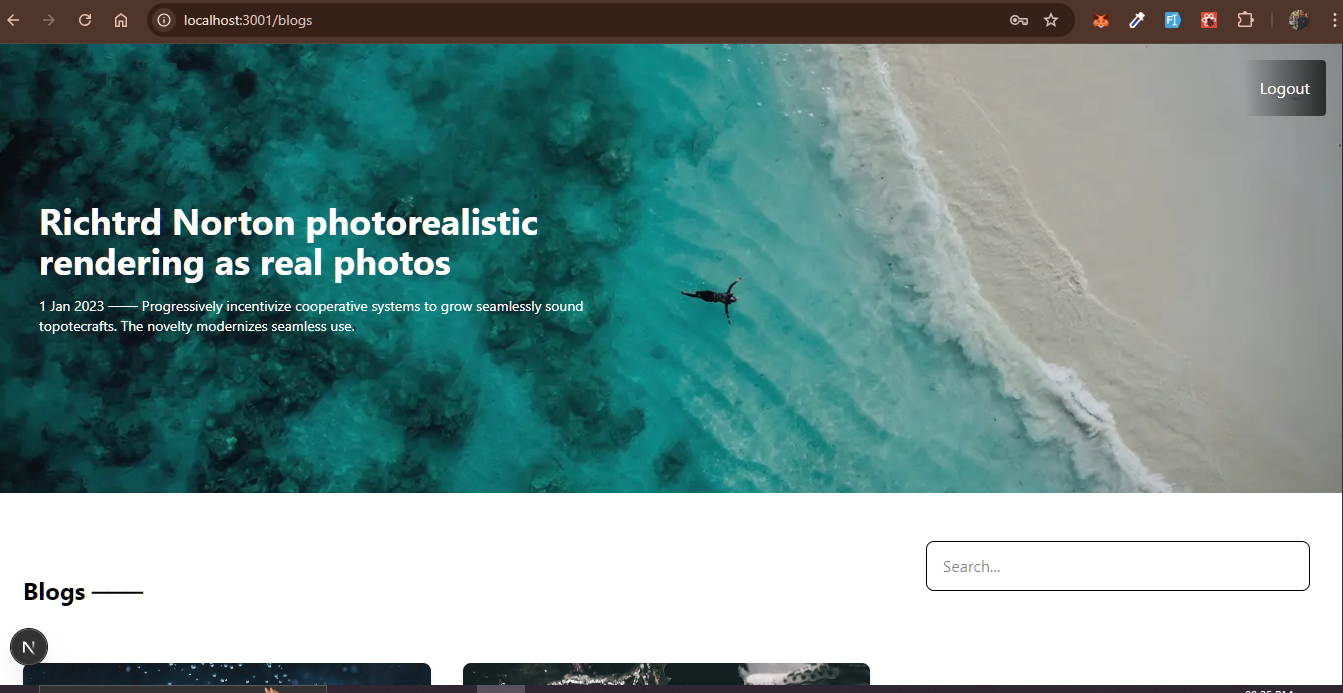 localhost:3001/blogs
Logout
Richtrd Norton photorealistic
rendering as real photos
1 Jan 2023 —— Progressively incentivize cooperative systems to grow seamlessly sound
topotecrafts. The novelty modernizes seamless use.
Search...
Blogs ——
N